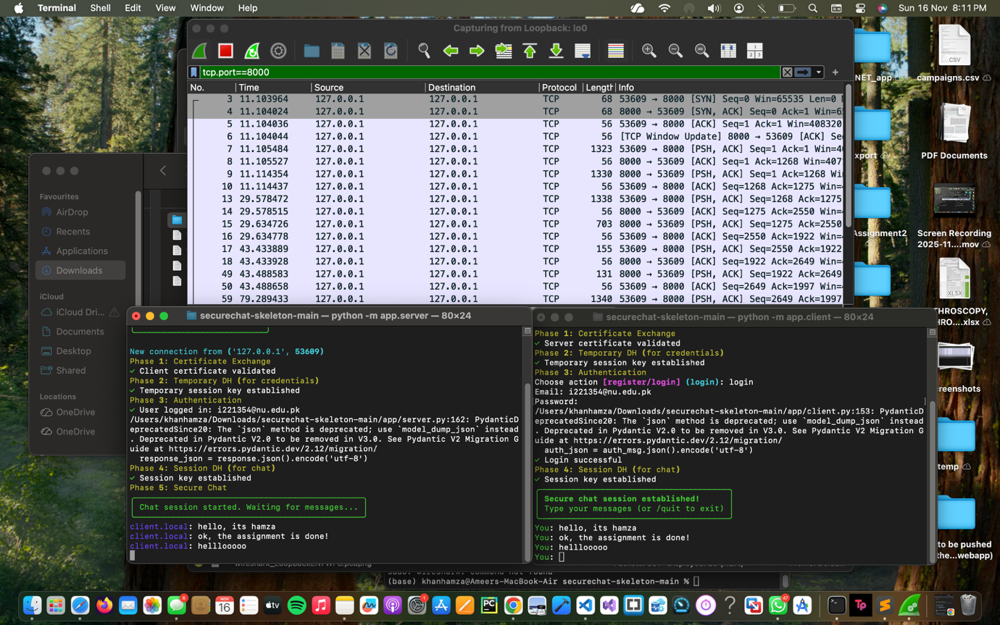 Terminal Shell Edit View Window Help Sun 16 Nov 8:11 PM
Capturing from Loopback: lo0
tcp.port==8000
No. Time Source Destination Protocol Length Info
3 11.103964 127.0.0.1 127.0.0.1 TCP 68 53609 → 8000 [SYN] Seq=0 Win=65535 Len=0
4 11.104024 127.0.0.1 127.0.0.1 TCP 68 8000 → 53609 [SYN, ACK] Seq=0 Ack=1 Win=6
5 11.104036 127.0.0.1 127.0.0.1 TCP 56 53609 → 8000 [ACK] Seq=1 Ack=1 Win=408320
6 11.104044 127.0.0.1 127.0.0.1 TCP 56 [TCP Window Update] 8000 → 53609 [ACK] Se
7 11.105484 127.0.0.1 127.0.0.1 TCP 1323 53609 → 8000 [PSH, ACK] Seq=1 Ack=1 Win=4
8 11.105527 127.0.0.1 127.0.0.1 TCP 56 8000 → 53609 [ACK] Seq=1 Ack=1268 Win=407
9 11.114354 127.0.0.1 127.0.0.1 TCP 1330 8000 → 53609 [PSH, ACK] Seq=1 Ack=1268 Wi
10 11.114437 127.0.0.1 127.0.0.1 TCP 56 53609 → 8000 [ACK] Seq=1268 Ack=1275 Win=
13 29.578472 127.0.0.1 127.0.0.1 TCP 1338 53609 → 8000 [PSH, ACK] Seq=1268 Ack=1275
14 29.578515 127.0.0.1 127.0.0.1 TCP 56 8000 → 53609 [ACK] Seq=1275 Ack=2550 Win=
15 29.634726 127.0.0.1 127.0.0.1 TCP 703 8000 → 53609 [PSH, ACK] Seq=1275 Ack=2550
16 29.634778 127.0.0.1 127.0.0.1 TCP 56 53609 → 8000 [ACK] Seq=2550 Ack=1922 Win=
17 43.433889 127.0.0.1 127.0.0.1 TCP 155 53609 → 8000 [PSH, ACK] Seq=2550 Ack=1922
18 43.433928 127.0.0.1 127.0.0.1 TCP 56 8000 → 53609 [ACK] Seq=1922 Ack=2649 Win=
49 43.488583 127.0.0.1 127.0.0.1 TCP 131 8000 → 53609 [PSH, ACK] Seq=1922 Ack=2649
50 43.488658 127.0.0.1 127.0.0.1 TCP 56 53609 → 8000 [ACK] Seq=2649 Ack=1997 Win=
59 79.289433 127.0.0.1 127.0.0.1 TCP 1340 53609 → 8000 [PSH, ACK] Seq=2649 Ack=1997
Favourites
AirDrop
Recents
Applications
Downloads
iCloud
iCloud Dri...
Documents
Desktop
Shared
Locations
OneDrive
OneDrive
securechat-skeleton-main — python -m app.server — 80×24
New connection from ('127.0.0.1', 53609)
Phase 1: Certificate Exchange
✓ Client certificate validated
Phase 2: Temporary DH (for credentials)
✓ Temporary session key established
Phase 3: Authentication
✓ User logged in: i221354@nu.edu.pk
/Users/khanhamza/Downloads/securechat-skeleton-main/app/server.py:162: PydanticD
eprecatedSince20: The `json` method is deprecated; use `model_dump_json` instead
. Deprecated in Pydantic V2.0 to be removed in V3.0. See Pydantic V2 Migration G
uide at https://errors.pydantic.dev/2.12/migration/
response_json = response.json().encode('utf-8')
Phase 4: Session DH (for chat)
✓ Session key established
Phase 5: Secure Chat
Chat session started. Waiting for messages...
client.local: hello, its hamza
client.local: ok, the assignment is done!
client.local: helllooooo
securechat-skeleton-main — python -m app.client — 80×24
Phase 1: Certificate Exchange
✓ Server certificate validated
Phase 2: Temporary DH (for credentials)
✓ Temporary session key established
Phase 3: Authentication
Choose action [register/login] (login): login
Email: i221354@nu.edu.pk
Password:
/Users/khanhamza/Downloads/securechat-skeleton-main/app/client.py:153: PydanticD
eprecatedSince20: The `json` method is deprecated; use `model_dump_json` instead
. Deprecated in Pydantic V2.0 to be removed in V3.0. See Pydantic V2 Migration G
uide at https://errors.pydantic.dev/2.12/migration/
auth_json = auth_msg.json().encode('utf-8')
✓ Login successful
Phase 4: Session DH (for chat)
✓ Session key established
Secure chat session established!
Type your messages (or /quit to exit)
You: hello, its hamza
You: ok, the assignment is done!
You: helllooooo
You:
(base) khanhamza@Ameers-MacBook-Air securechat-skeleton-main %
NET_app
campaigns.csv
xport
PDF Documents
Assignment2
Screen Recording
2025-11....mov
THROSCOPY,
HRO....xlsx
reenshots
temp
to be pushed
the...webapp)
CSV
XLSX
NOV
16
tv
PC
Tp
6
1
47